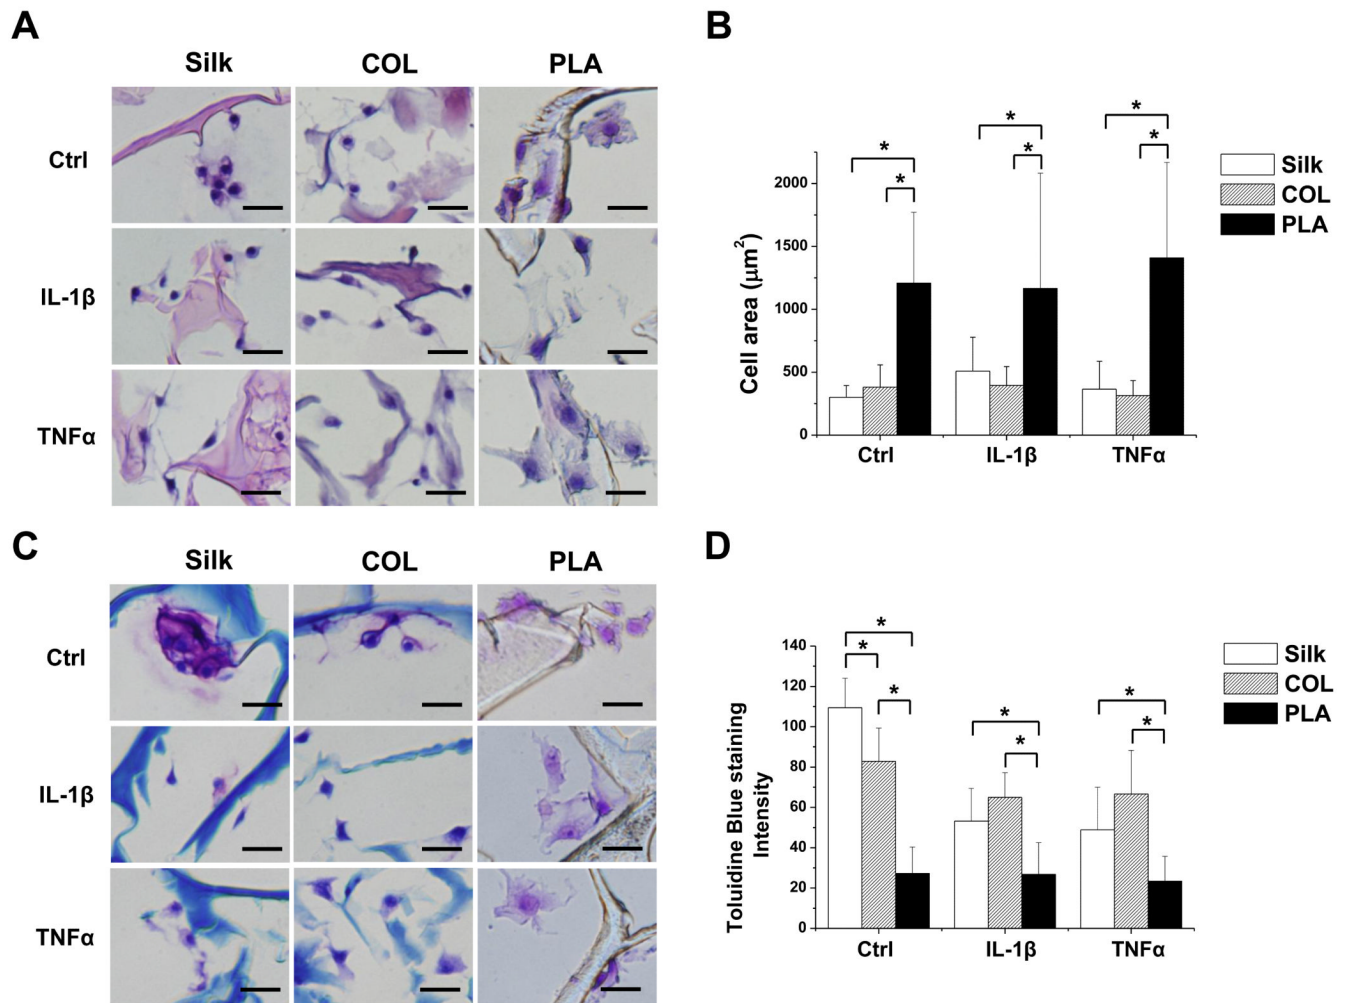 A
Silk COL PLA
Ctrl
IL-1β
TNFα
B
Cell area (μm²)
2000
1500
1000
500
0
* * * * * *
Ctrl IL-1β TNFα
Silk
COL
PLA
C
Silk COL PLA
Ctrl
IL-1β
TNFα
D
Toluidine Blue staining
Intensity
140
120
100
80
60
40
20
0
* * * * * * *
Ctrl IL-1β TNFα
Silk
COL
PLA